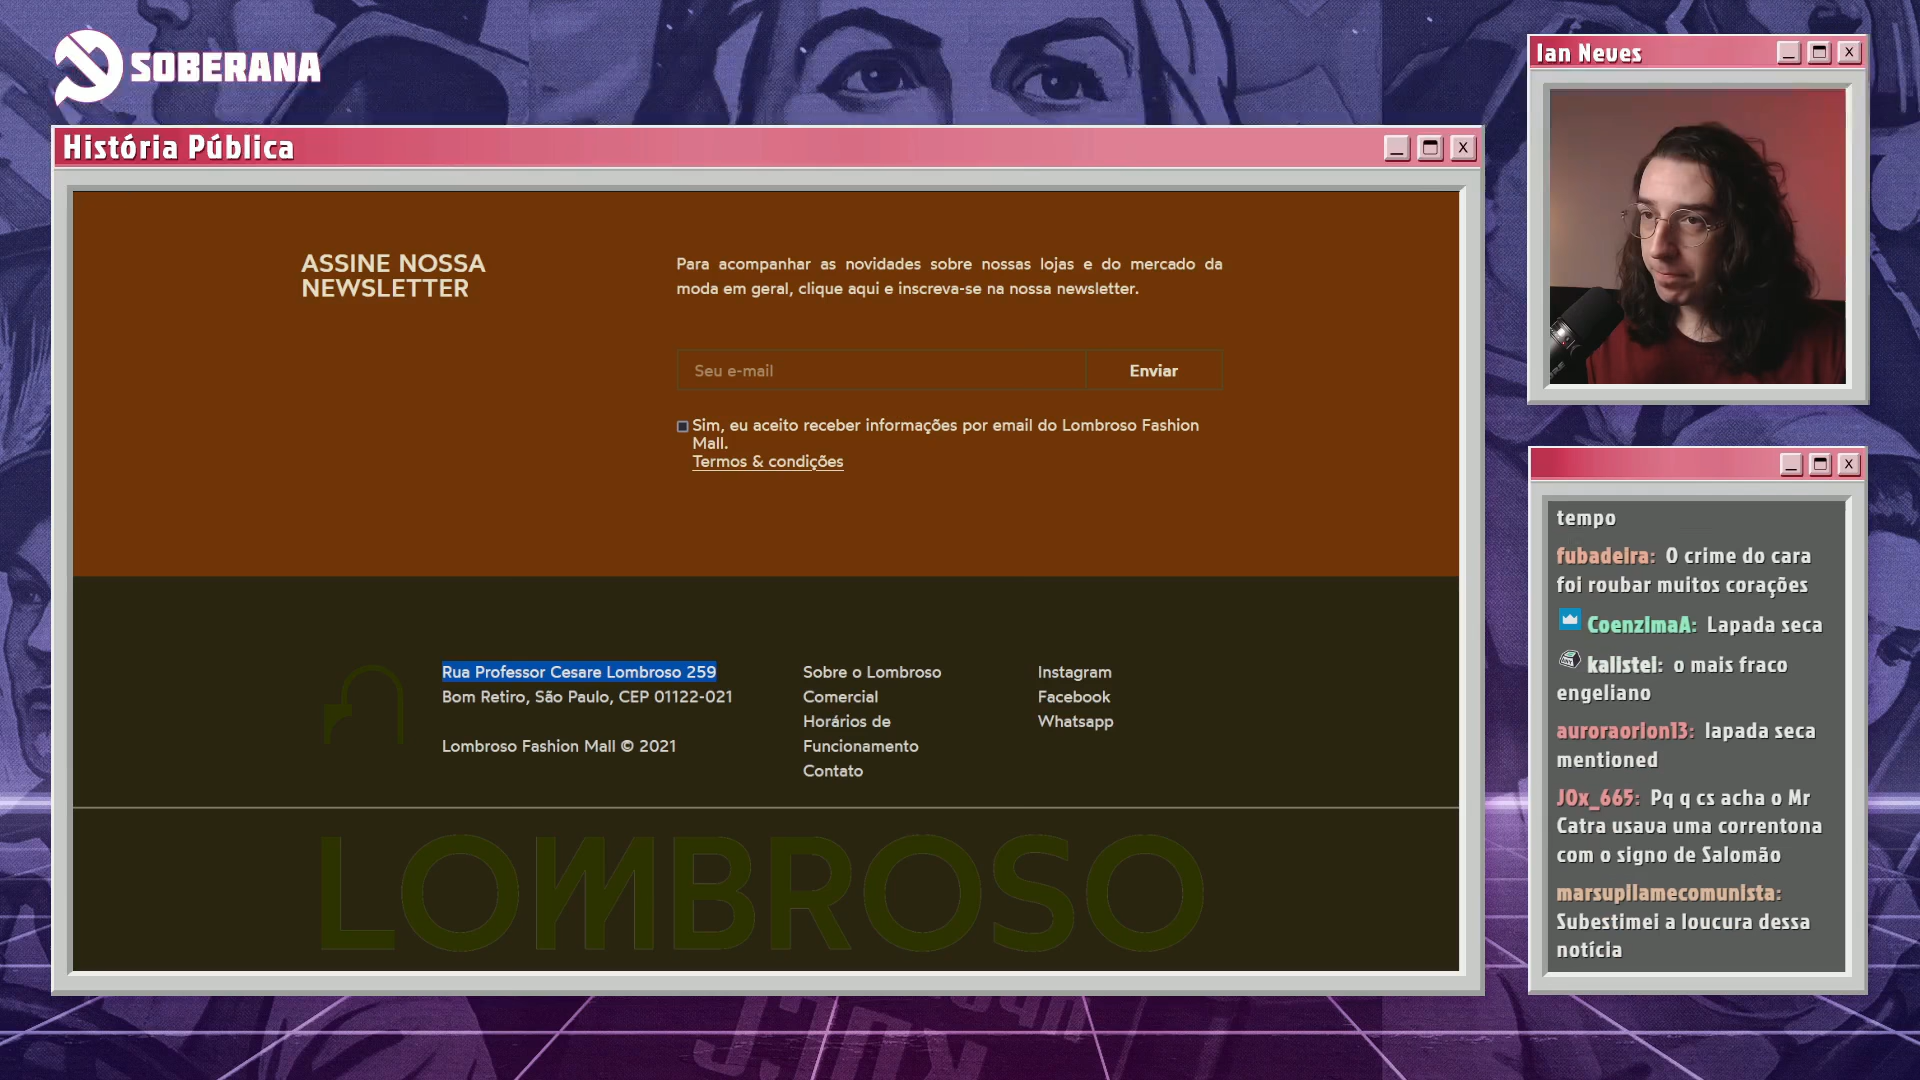 SOBERANA
História Pública
ASSINE NOSSA
NEWSLETTER
Para acompanhar as novidades sobre nossas lojas e do mercado da
moda em geral, clique aqui e inscreva-se na nossa newsletter.
Seu e-mail
Enviar
Sim, eu aceito receber informações por email do Lombroso Fashion
Mall.
Termos & condições
Rua Professor Cesare Lombroso 259
Bom Retiro, São Paulo, CEP 01122-021
Lombroso Fashion Mall © 2021
Sobre o Lombroso
Comercial
Horários de
Funcionamento
Contato
Instagram
Facebook
Whatsapp
LOMBROSO
Ian Neves
tempo
fubadeira: O crime do cara
foi roubar muitos corações
CoenzimaA: Lapada seca
kalistei: o mais fraco
engeliano
auroraorion13: lapada seca
mentioned
J0x_665: Pq q cs acha o Mr
Catra usava uma correntona
com o signo de Salomão
marsupilamecomunista:
Subestimei a loucura dessa
notícia